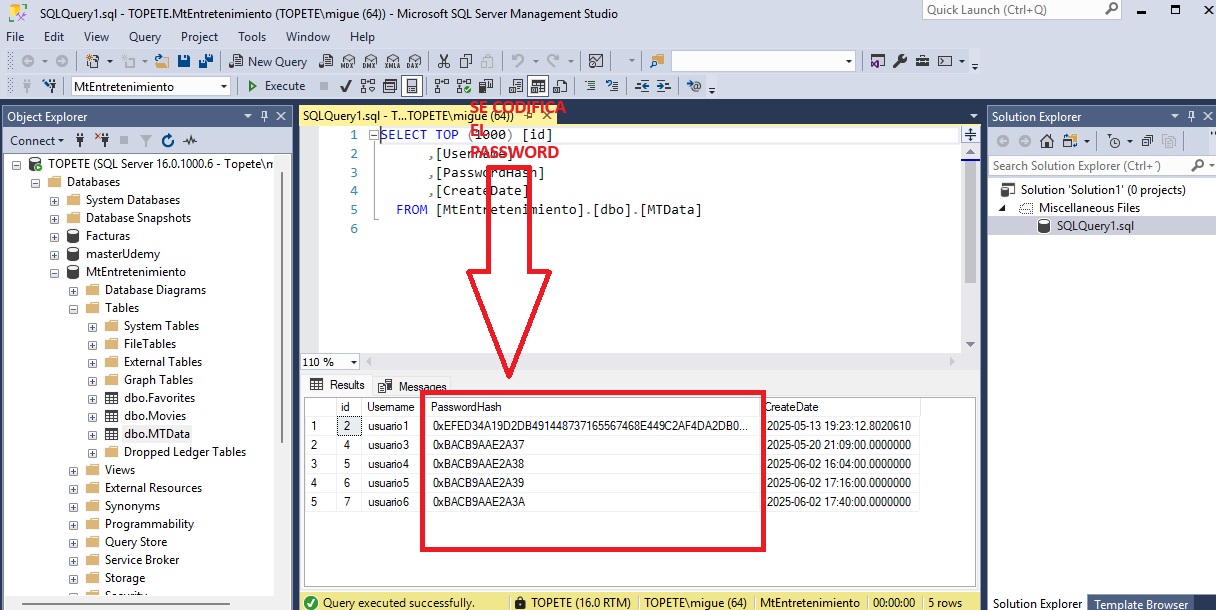 SQLQuery1.sql - TOPETE.MtEntretenimiento (TOPETE\migue (64)) - Microsoft SQL Server Management Studio
Quick Launch (Ctrl+Q)
File Edit View Query Project Tools Window Help
New Query
MDX DMX XMLA DAX
MtEntretenimiento
Execute
Object Explorer
Connect
TOPETE (SQL Server 16.0.1000.6 - Topete\m
Databases
System Databases
Database Snapshots
Facturas
masterUdemy
MtEntretenimiento
Database Diagrams
Tables
System Tables
FileTables
External Tables
Graph Tables
dbo.Favorites
dbo.Movies
dbo.MTData
Dropped Ledger Tables
Views
External Resources
Synonyms
Programmability
Query Store
Service Broker
Storage
Security
SQLQuery1.sql - T...TOPETE\migue (64))
SE CODIFICA
EL
PASSWORD
1 SELECT TOP (1000) [id]
2 ,[Username]
3 ,[PasswordHash]
4 ,[CreateDate]
5 FROM [MtEntretenimiento].[dbo].[MTData]
6
110 %
Results Messages
id Username PasswordHash CreateDate
1 2 usuario1 0xEFED34A19D2DB491448737165567468E449C2AF4DA2DB0... 2025-05-13 19:23:12.8020610
2 4 usuario3 0xBACB9AAE2A37 2025-05-20 21:09:00.0000000
3 5 usuario4 0xBACB9AAE2A38 2025-06-02 16:04:00.0000000
4 6 usuario5 0xBACB9AAE2A39 2025-06-02 17:16:00.0000000
5 7 usuario6 0xBACB9AAE2A3A 2025-06-02 17:40:00.0000000
Query executed successfully. TOPETE (16.0 RTM) TOPETE\migue (64) MtEntretenimiento 00:00:00 5 rows
Solution Explorer
Search Solution Explorer (Ctrl+´)
Solution 'Solution1' (0 projects)
Miscellaneous Files
SQLQuery1.sql
Solution Explorer Template Browser